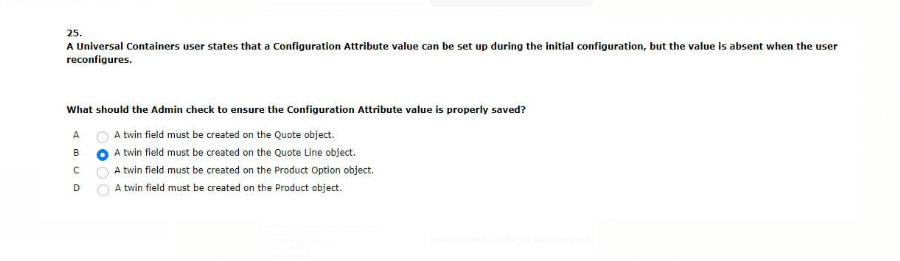 25.
A Universal Containers user states that a Configuration Attribute value can be set up during the initial configuration, but the value is absent when the user
reconfigures.
What should the Admin check to ensure the Configuration Attribute value is properly saved?
A A twin field must be created on the Quote object.
B A twin field must be created on the Quote Line object.
C A twin field must be created on the Product Option object.
D A twin field must be created on the Product object.